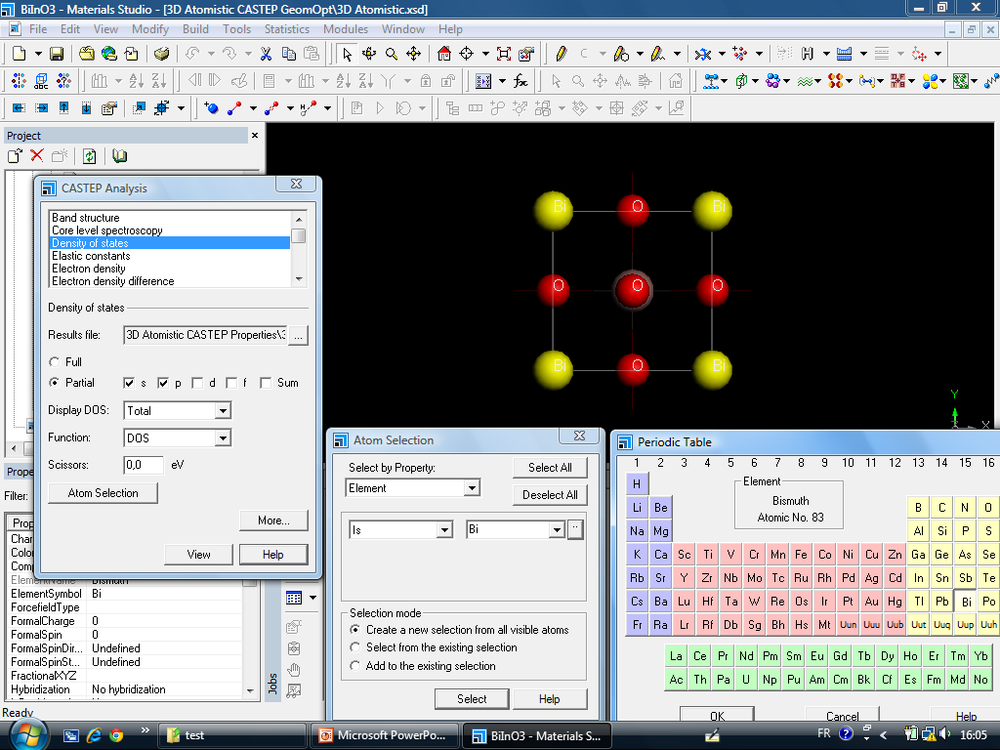 BiInO3 - Materials Studio - [3D Atomistic CASTEP GeomOpt\3D Atomistic.xsd]
File Edit View Modify Build Tools Statistics Modules Window Help
Project
CASTEP Analysis
Band structure
Core level spectroscopy
Density of states
Elastic constants
Electron density
Electron density difference
Density of states
Results file: 3D Atomistic CASTEP Properties\3 ...
Full
Partial s p d f Sum
Display DOS: Total
Function: DOS
Scissors: 0,0 eV
Atom Selection
More...
View Help
Bi O Bi
O O O
Bi O Bi
Y
X
Prope
Filter:
Prop
Char
Color
Comp
ElementName Bismuth
ElementSymbol Bi
ForcefieldType
FormalCharge 0
FormalSpin 0
FormalSpinDir... Undefined
FormalSpinSt... Undefined
FractionalXYZ
Hybridization No hybridization
Jobs
Atom Selection
Select by Property: Select All
Element
Deselect All
Is Bi ...
Selection mode
Create a new selection from all visible atoms
Select from the existing selection
Add to the existing selection
Select Help
Periodic Table
1 2 3 4 5 6 7 8 9 10 11 12 13 14 15 16
Element
Bismuth
Atomic No. 83
H
Li Be B C N O
Na Mg Al Si P S
K Ca Sc Ti V Cr Mn Fe Co Ni Cu Zn Ga Ge As Se
Rb Sr Y Zr Nb Mo Tc Ru Rh Pd Ag Cd In Sn Sb Te
Cs Ba Lu Hf Ta W Re Os Ir Pt Au Hg Tl Pb Bi Po
Fr Ra Lr Rf Db Sg Bh Hs Mt Uun Uuu Uub Uut Uuq Uup Uuh
La Ce Pr Nd Pm Sm Eu Gd Tb Dy Ho Er Tm Yb
Ac Th Pa U Np Pu Am Cm Bk Cf Es Fm Md No
OK Cancel Help
Ready
test Microsoft PowerPo... BiInO3 - Materials S... FR 16:05